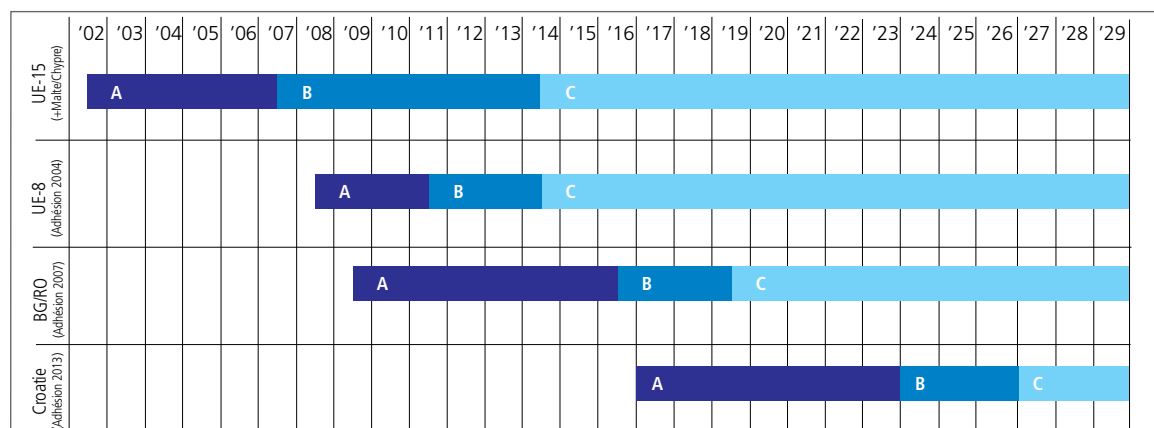 ’02 ’03 ’04 ’05 ’06 ’07 ’08 ’09 ’10 ’11 ’12 ’13 ’14 ’15 ’16 ’17 ’18 ’19 ’20 ’21 ’22 ’23 ’24 ’25 ’26 ’27 ’28 ’29
UE-15
(+Malte/Chypre)
A B C
UE-8
(Adhésion 2004)
A B C
BG/RO
(Adhésion 2007)
A B C
Croatie
(Adhésion 2013)
A B C